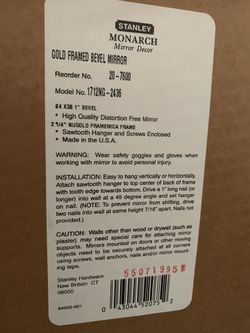 STANLEY
MONARCH
Mirror Decor
GOLD FRAMED BEVEL MIRROR
Reorder No. 20-7600
Model No. 1712NG-2436
24 X36 1" BEVEL
• High Quality Distortion Free Mirror
2 1/4" NUGOLD FRAMEMICA FRAME
• Sawtooth Hanger and Screws Enclosed
• Made in the U.S.A.
WARNING: Wear safety goggles and gloves when
working with mirror to avoid personal injury.
INSTALLATION: Easy to hang vertically or horizontally.
Attach sawtooth hanger to top center of back of frame
with tooth edge towards bottom. Drive a 1" long nail (or
longer) into wall at a 45 degree angle and set hanger
on nail. (NOTE: To prevent mirror from shifting, drive
two nails into wall at same height 7/16" apart. Nails not
provided.)
CAUTION: Walls other than wood or drywall (such as
plaster) may need special care for attaching mirror
supports. Mirrors mounted on doors or other moving
objects need to be securely attached at all corners
using screws, wall anchors, nails and/or mirror mounting
clips.
Stanley Hardware
New Britain CT
06050
64605-001
55071995
0 43044 52075 2